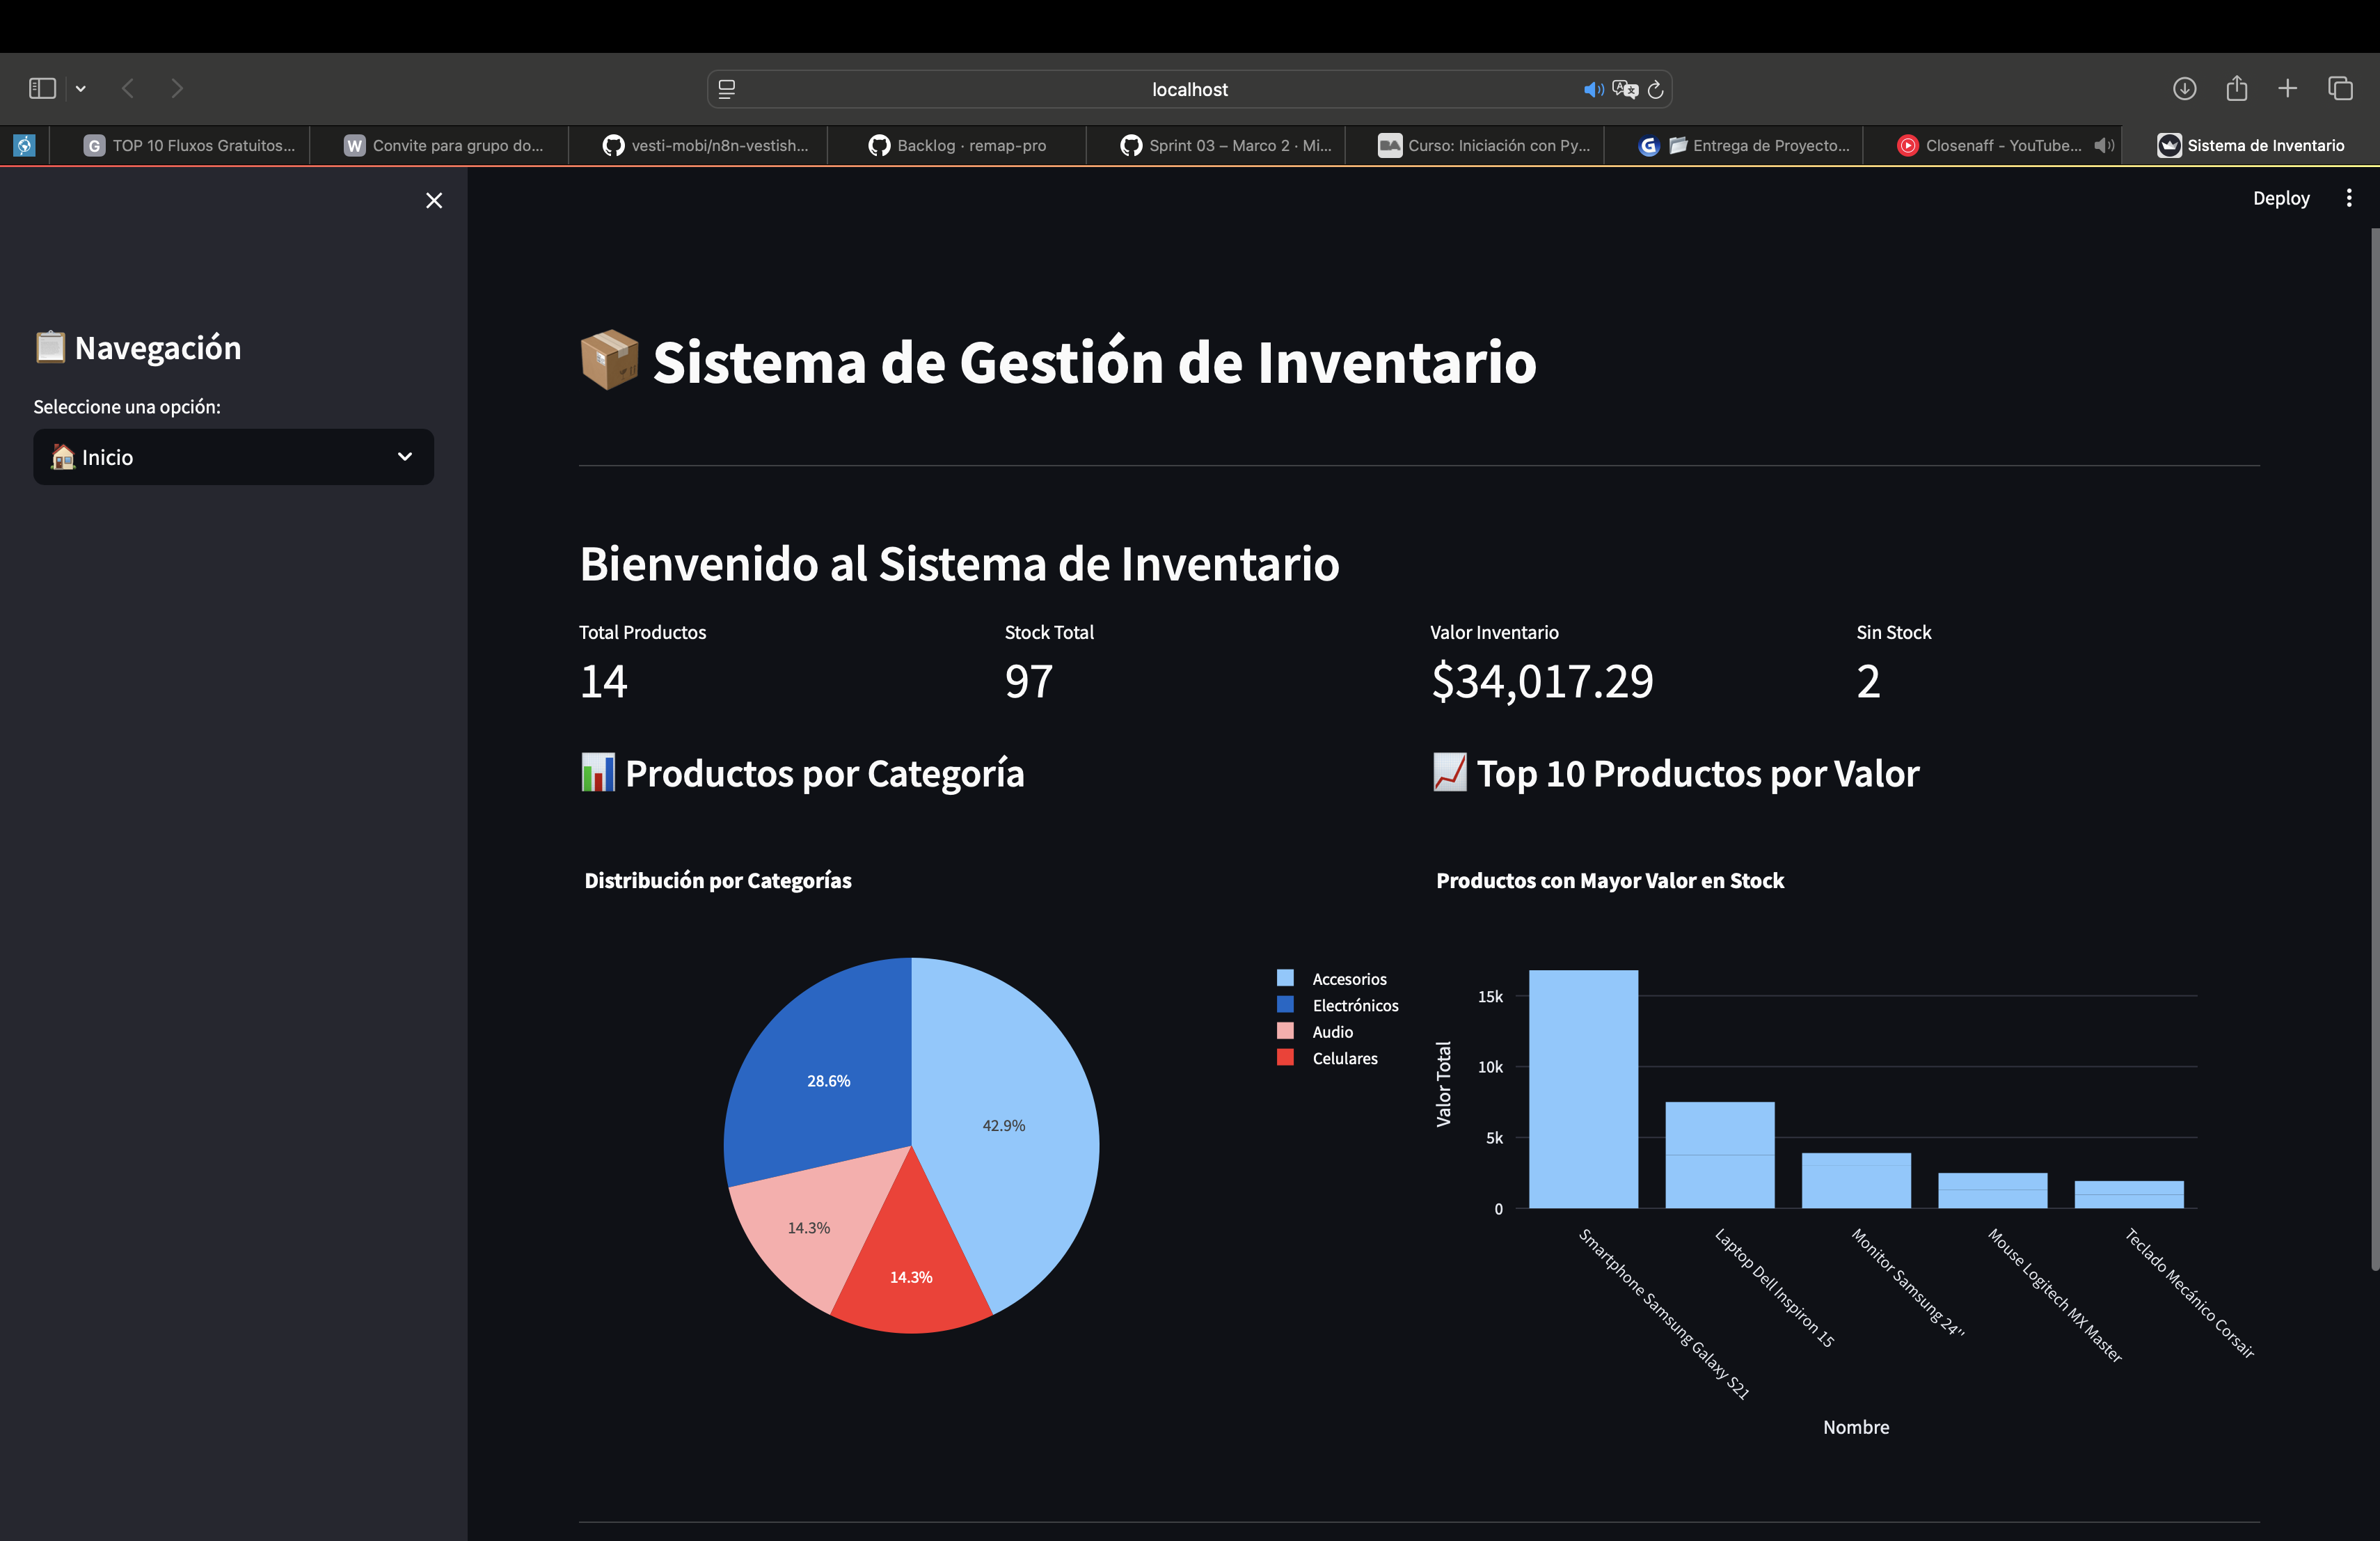 localhost
TOP 10 Fluxos Gratuitos...
Convite para grupo do...
vesti-mobi/n8n-vestish...
Backlog · remap-pro
Sprint 03 – Marco 2 · Mi...
Curso: Iniciación con Py...
Entrega de Proyecto...
Closenaff - YouTube...
Sistema de Inventario
Deploy
Navegación
Seleccione una opción:
Inicio
Sistema de Gestión de Inventario
Bienvenido al Sistema de Inventario
Total Productos
14
Stock Total
97
Valor Inventario
$34,017.29
Sin Stock
2
Productos por Categoría
Distribución por Categorías
42.9%
28.6%
14.3%
14.3%
Accesorios
Electrónicos
Audio
Celulares
Top 10 Productos por Valor
Productos con Mayor Valor en Stock
Valor Total
15k
10k
5k
0
Smartphone Samsung Galaxy S21
Laptop Dell Inspiron 15
Monitor Samsung 24''
Mouse Logitech MX Master
Teclado Mecánico Corsair
Nombre